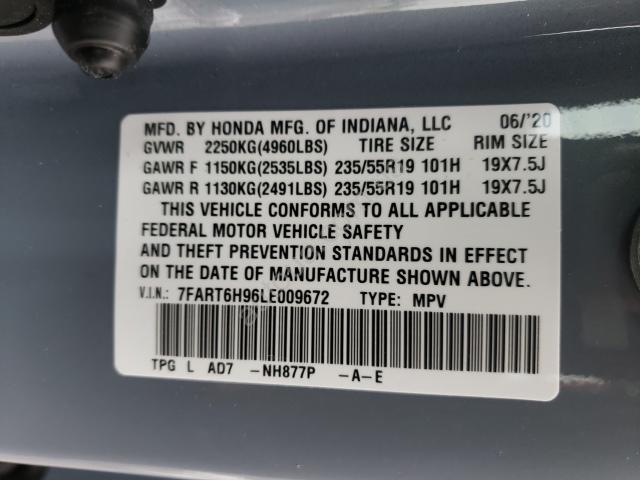 MFD. BY HONDA MFG. OF INDIANA, LLC 06/'20
GVWR 2250KG(4960LBS) TIRE SIZE RIM SIZE
GAWR F 1150KG(2535LBS) 235/55R19 101H 19X7.5J
GAWR R 1130KG(2491LBS) 235/55R19 101H 19X7.5J
THIS VEHICLE CONFORMS TO ALL APPLICABLE
FEDERAL MOTOR VEHICLE SAFETY
AND THEFT PREVENTION STANDARDS IN EFFECT
ON THE DATE OF MANUFACTURE SHOWN ABOVE.
V.I.N.: 7FART6H96LE009672 TYPE: MPV
TPG L AD7 -NH877P -A-E